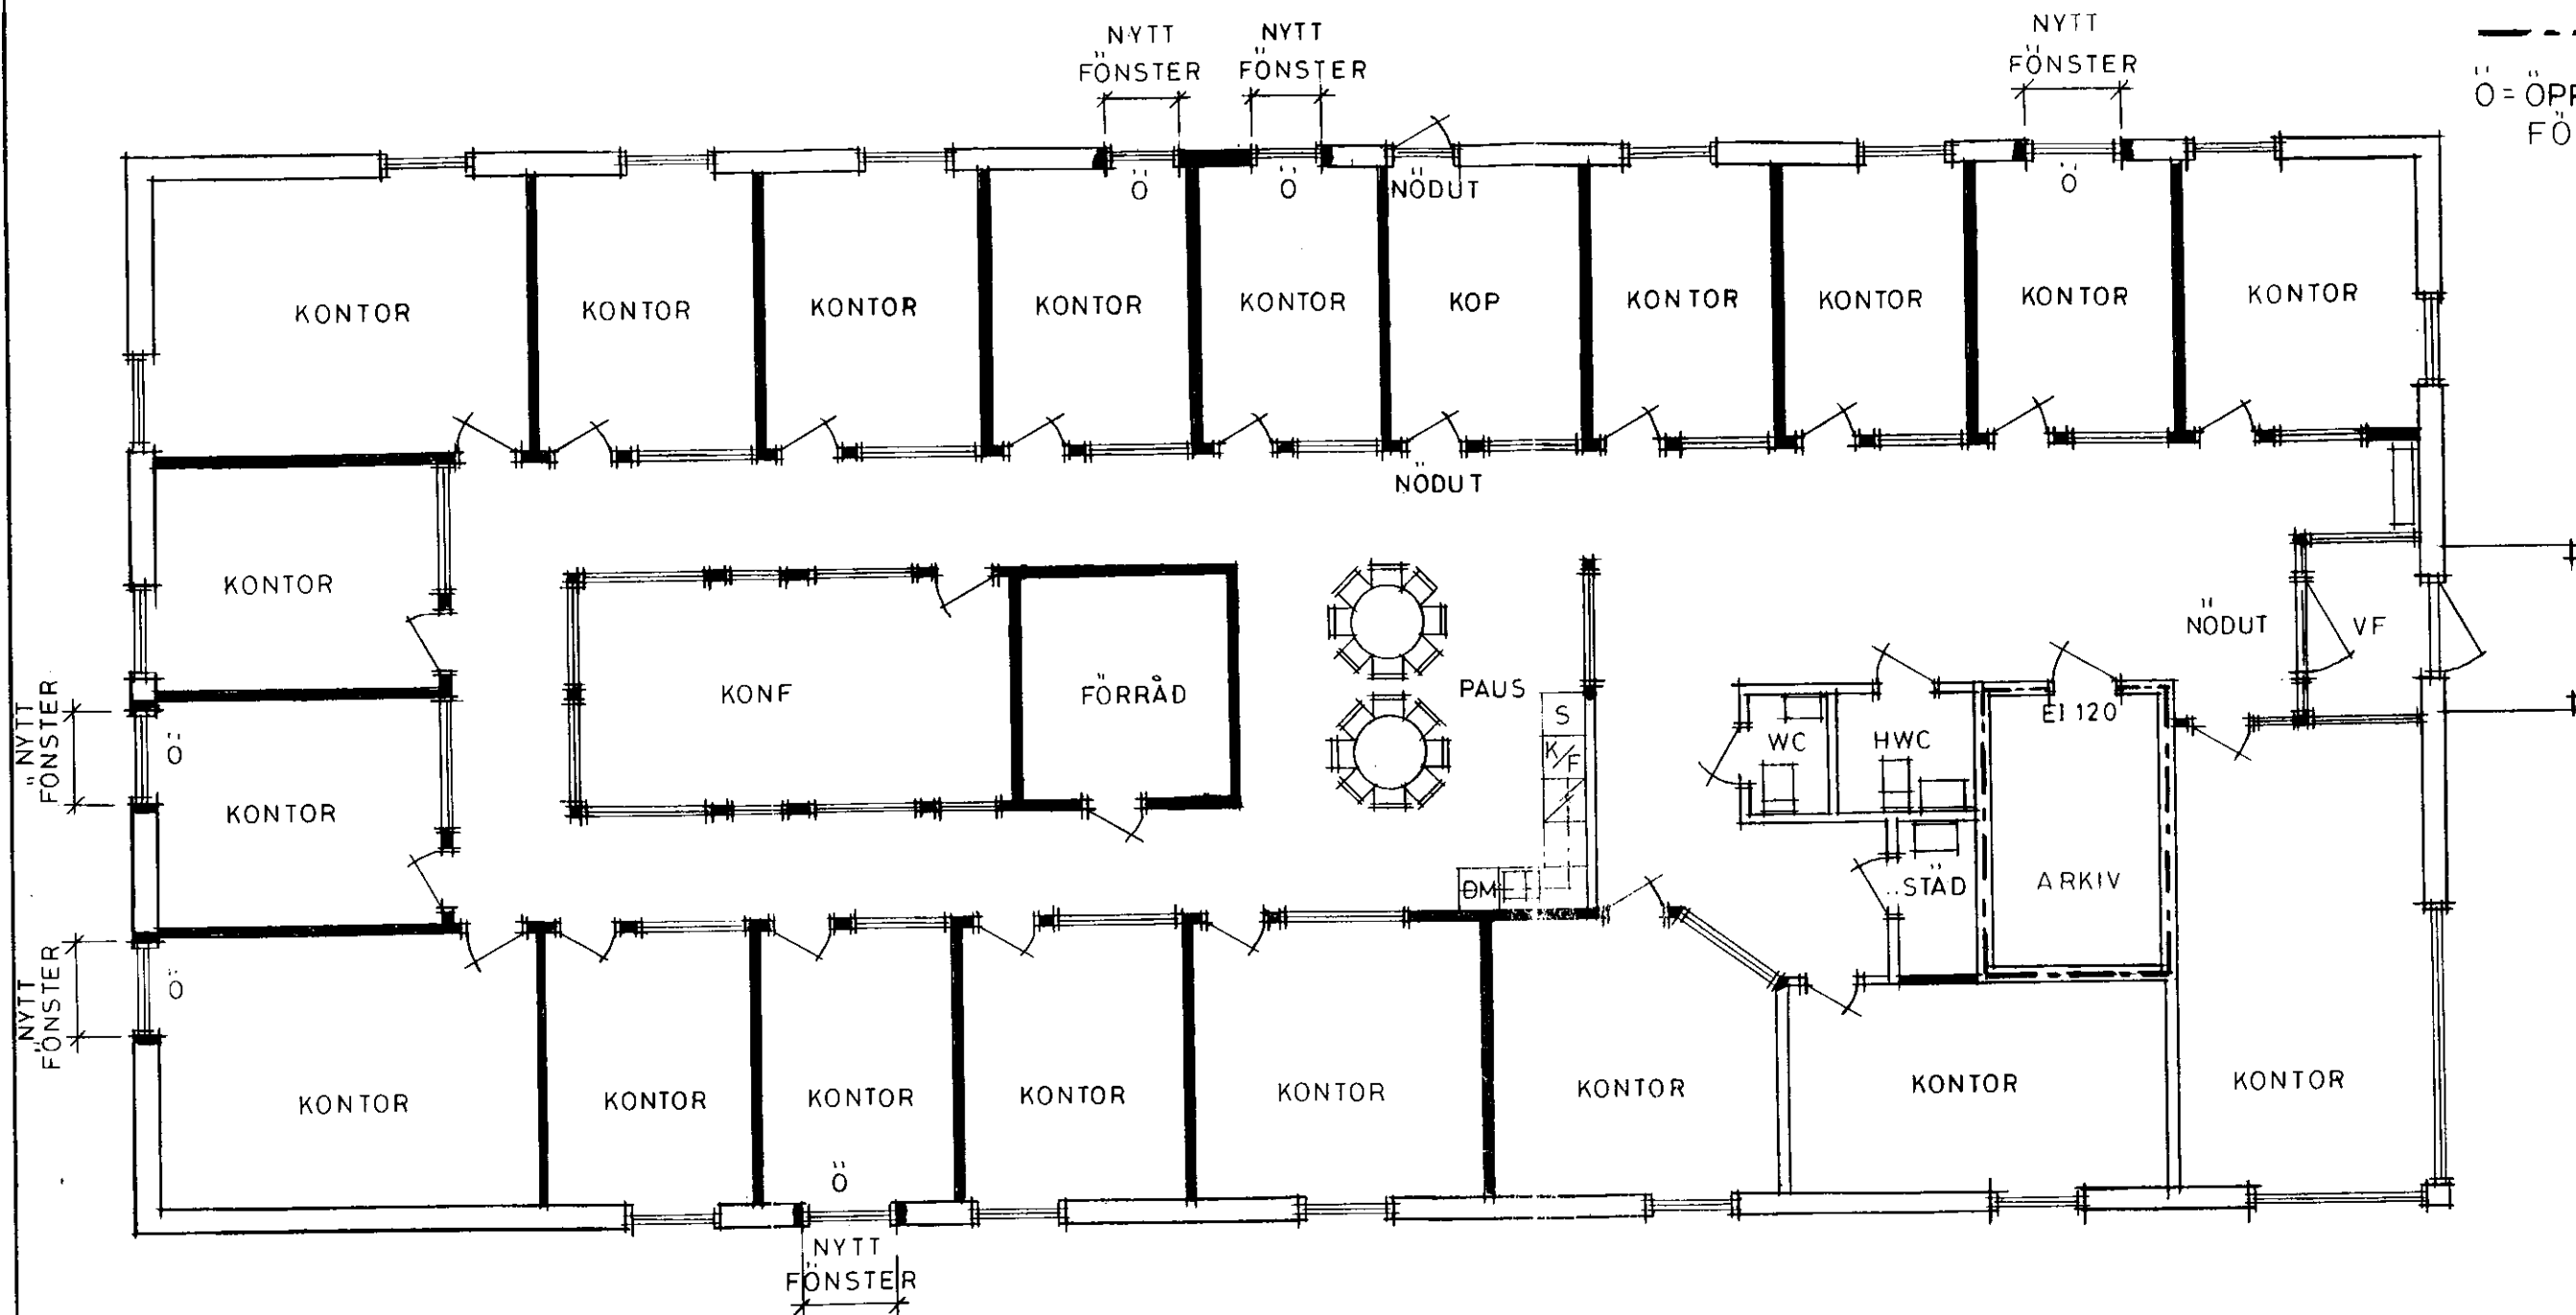 NYTT
FÖNSTER
NYTT
FÖNSTER
NYTT
FÖNSTER
Ö = ÖPP
FÖ
Ö
Ö
NÖDUT
Ö
KONTOR
KONTOR
KONTOR
KONTOR
KONTOR
KOP
KONTOR
KONTOR
KONTOR
KONTOR
NÖDUT
KONTOR
NÖDUT
VF
KONF
FÖRRÅD
PAUS
S
K/F
DM
WC
HWC
EI 120
NYTT
FÖNSTER
Ö
KONTOR
STÄD
ARKIV
NYTT
FÖNSTER
Ö
KONTOR
KONTOR
KONTOR
KONTOR
KONTOR
KONTOR
KONTOR
KONTOR
Ö
NYTT
FÖNSTER